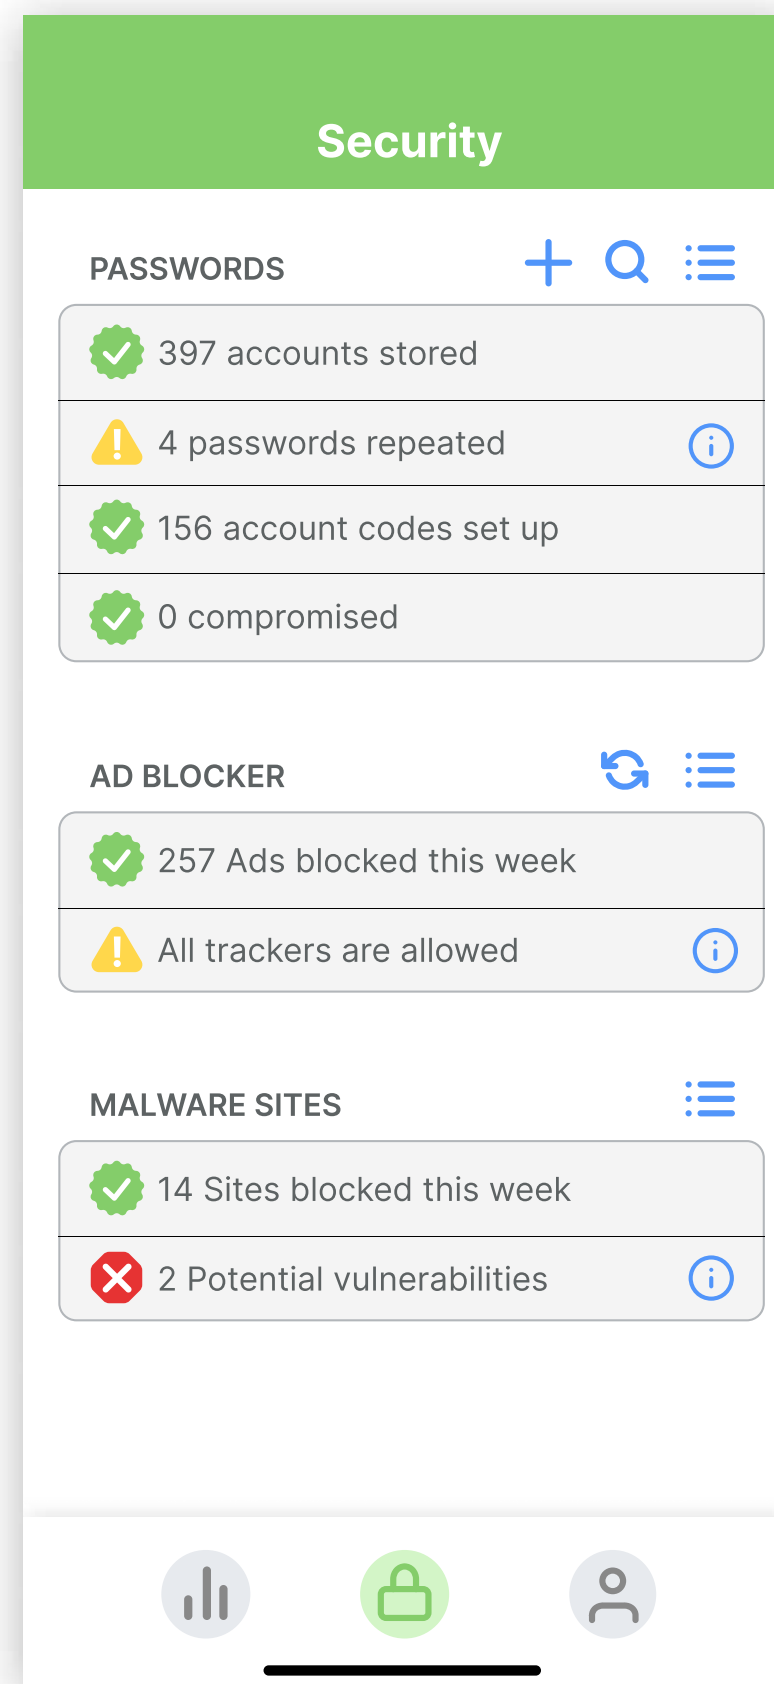 Security
PASSWORDS
397 accounts stored
4 passwords repeated
156 account codes set up
0 compromised
AD BLOCKER
257 Ads blocked this week
All trackers are allowed
MALWARE SITES
14 Sites blocked this week
2 Potential vulnerabilities